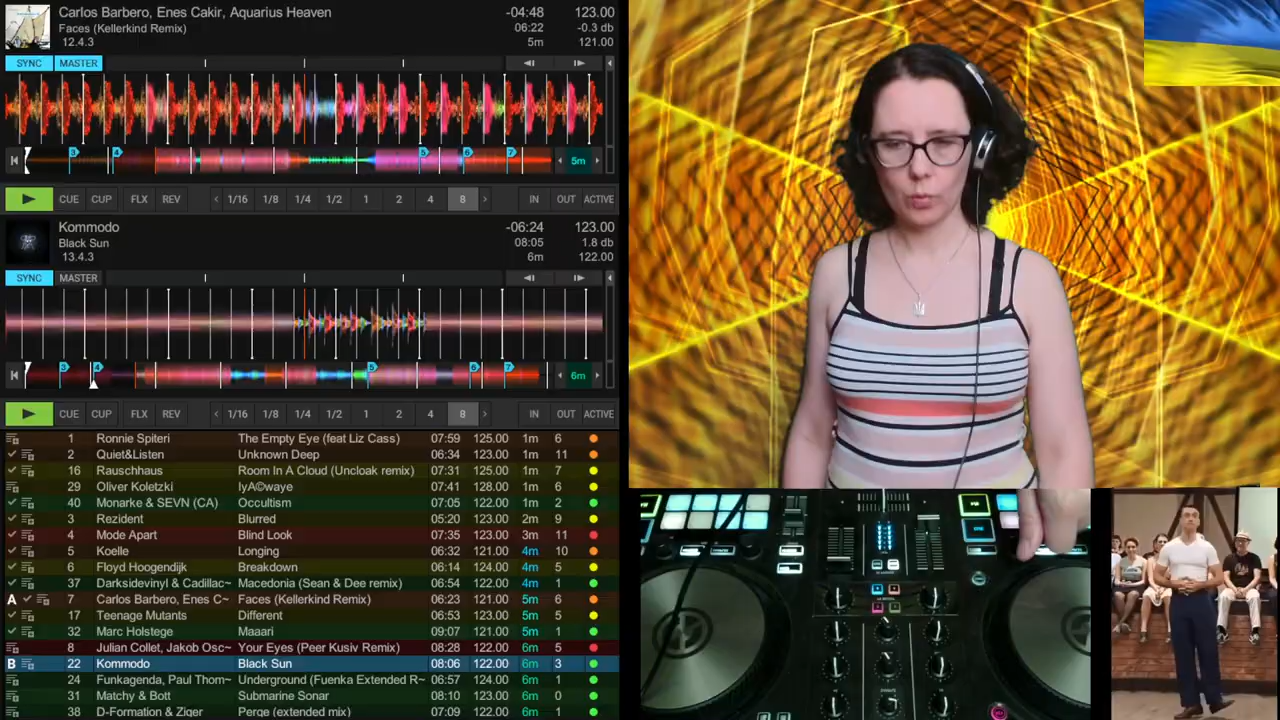 Carlos Barbero, Enes Cakir, Aquarius Heaven -04:48 123.00
Faces (Kellerkind Remix) 06:22 -0.3 db
12.4.3 5m 121.00
SYNC MASTER
3 4 5 6 7 5m
CUE CUP FLX REV 1/16 1/8 1/4 1/2 1 2 4 8 IN OUT ACTIVE
Kommodo -06:24 123.00
Black Sun 08:05 1.8 db
13.4.3 6m 122.00
SYNC MASTER
3 4 5 6 7 6m
CUE CUP FLX REV 1/16 1/8 1/4 1/2 1 2 4 8 IN OUT ACTIVE
1 Ronnie Spiteri The Empty Eye (feat Liz Cass) 07:59 125.00 1m 6
2 Quiet&Listen Unknown Deep 06:34 123.00 1m 11
16 Rauschhaus Room In A Cloud (Uncloak remix) 07:31 125.00 1m 7
29 Oliver Koletzki IyA©waye 07:41 128.00 1m 6
40 Monarke & SEVN (CA) Occultism 07:05 122.00 1m 2
3 Rezident Blurred 05:20 123.00 2m 9
4 Mode Apart Blind Look 07:35 123.00 3m 11
5 Koelle Longing 06:32 121.00 4m 10
6 Floyd Hoogendijk Breakdown 06:14 124.00 4m 5
37 Darksidevinyl & Cadillac~ Macedonia (Sean & Dee remix) 06:54 122.00 4m 1
A 7 Carlos Barbero, Enes C~ Faces (Kellerkind Remix) 06:23 121.00 5m 6
17 Teenage Mutants Different 06:53 122.00 5m 5
32 Marc Holstege Maaari 09:07 121.00 5m 1
8 Julian Collet, Jakob Osc~ Your Eyes (Peer Kusiv Remix) 08:28 122.00 6m 5
B 22 Kommodo Black Sun 08:06 122.00 6m 3
24 Funkagenda, Paul Thom~ Underground (Fuenka Extended R~ 06:57 124.00 6m 1
31 Matchy & Bott Submarine Sonar 08:10 123.00 6m 0
38 D-Formation & Ziger Perge (extended mix) 07:09 122.00 6m 1